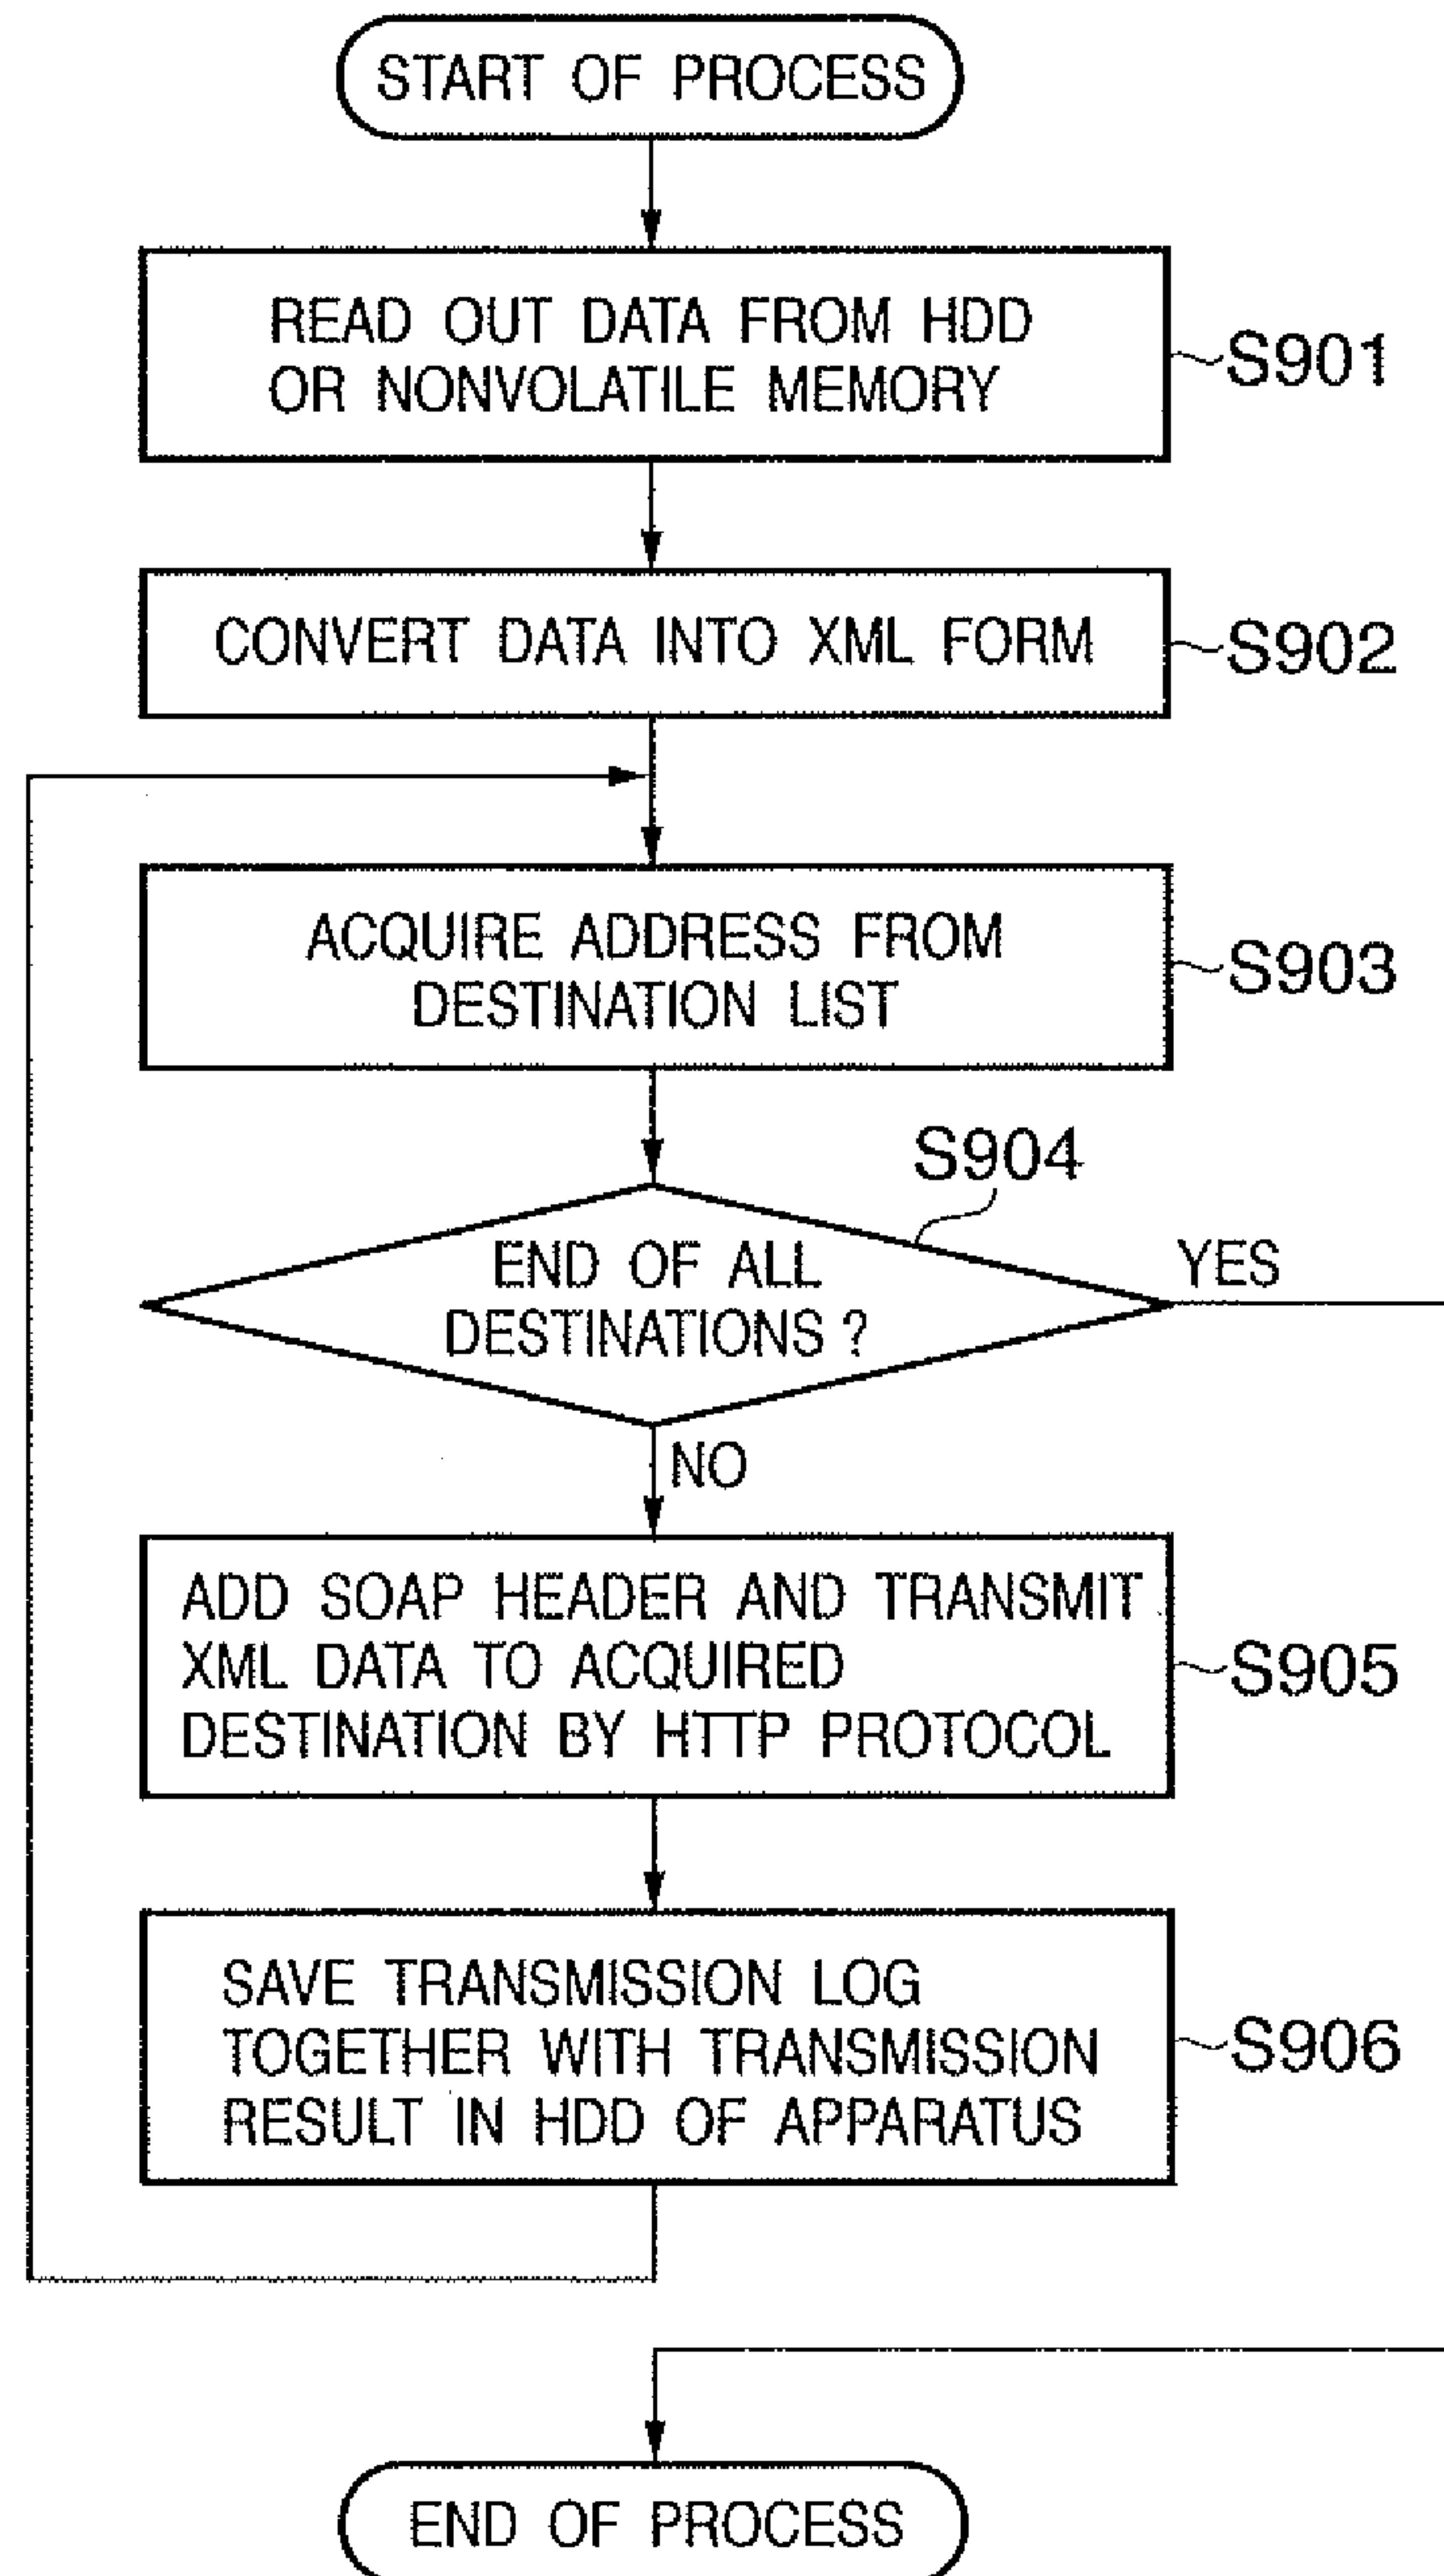 START OF PROCESS
READ OUT DATA FROM HDD
OR NONVOLATILE MEMORY
S901
CONVERT DATA INTO XML FORM
S902
ACQUIRE ADDRESS FROM
DESTINATION LIST
S903
S904
END OF ALL
DESTINATIONS ?
YES
NO
ADD SOAP HEADER AND TRANSMIT
XML DATA TO ACQUIRED
DESTINATION BY HTTP PROTOCOL
S905
SAVE TRANSMISSION LOG
TOGETHER WITH TRANSMISSION
RESULT IN HDD OF APPARATUS
S906
END OF PROCESS